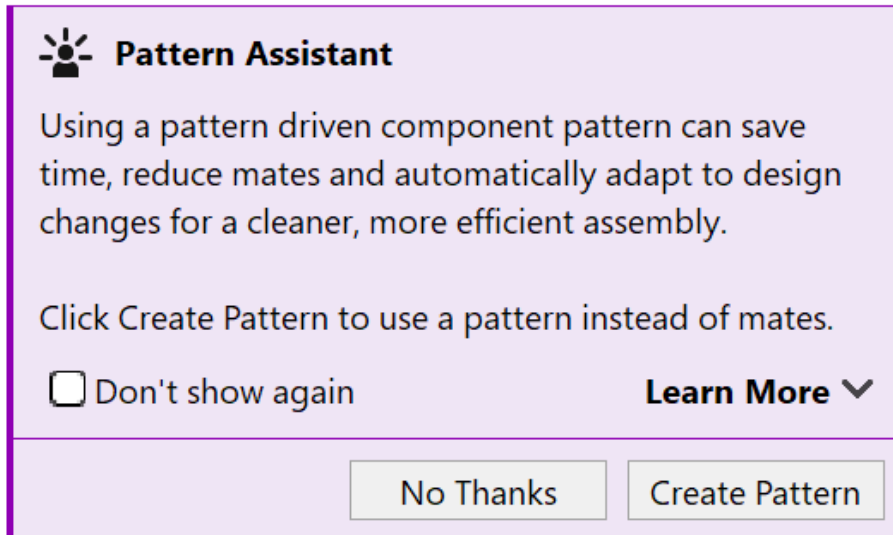 Pattern Assistant
Using a pattern driven component pattern can save
time, reduce mates and automatically adapt to design
changes for a cleaner, more efficient assembly.
Click Create Pattern to use a pattern instead of mates.
Don't show again
Learn More
No Thanks
Create Pattern